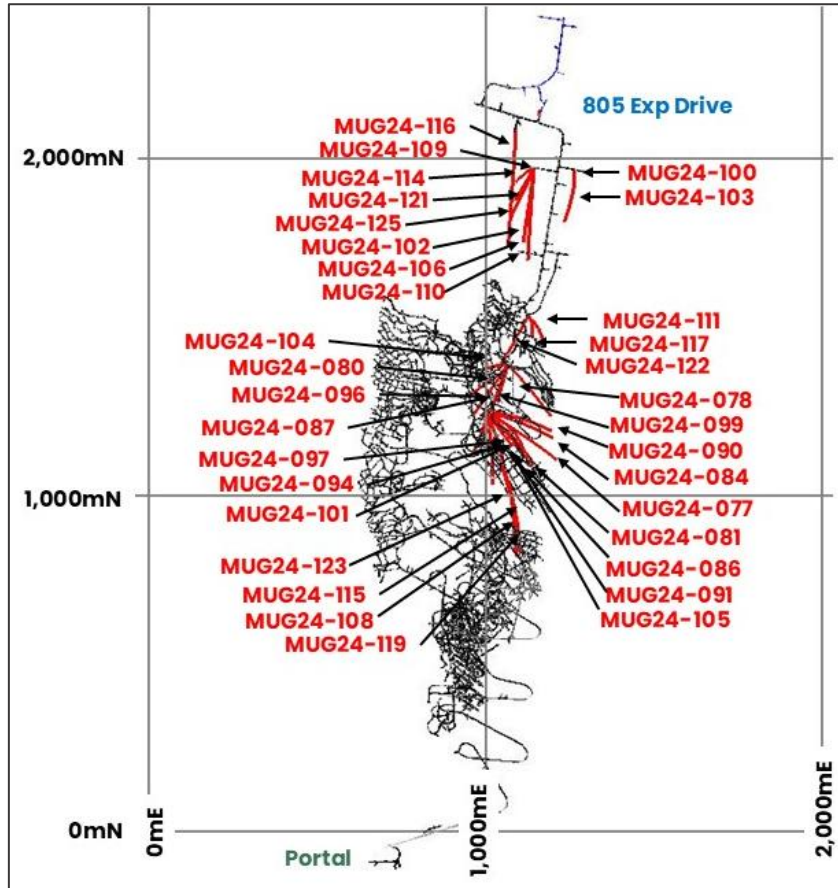 805 Exp Drive
MUG24-116
MUG24-109
2,000mN
MUG24-114
MUG24-100
MUG24-121
MUG24-103
MUG24-125
MUG24-102
MUG24-106
MUG24-110
MUG24-111
MUG24-104
MUG24-117
MUG24-080
MUG24-122
MUG24-096
MUG24-078
MUG24-087
MUG24-099
MUG24-090
MUG24-097
MUG24-084
MUG24-094
1,000mN
MUG24-077
MUG24-101
MUG24-081
MUG24-123
MUG24-086
MUG24-115
MUG24-091
MUG24-108
MUG24-105
MUG24-119
0mN
0mE
1,000mE
2,000mE
Portal